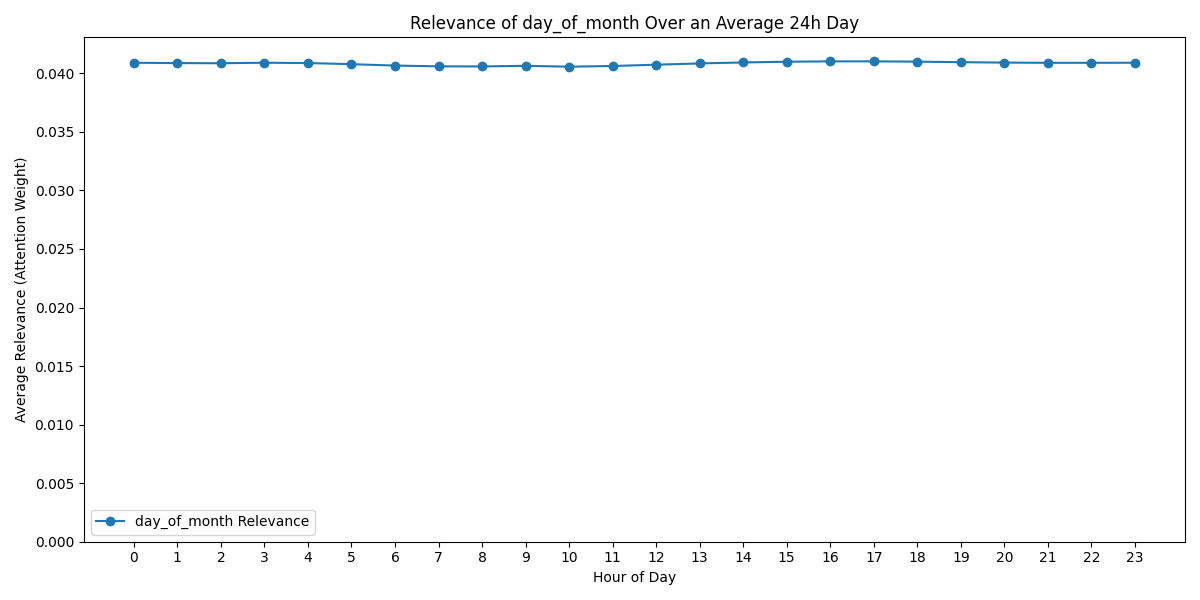 Relevance of day_of_month Over an Average 24h Day
Average Relevance (Attention Weight)
0.040
0.035
0.030
0.025
0.020
0.015
0.010
0.005
0.000
day_of_month Relevance
0 1 2 3 4 5 6 7 8 9 10 11 12 13 14 15 16 17 18 19 20 21 22 23
Hour of Day